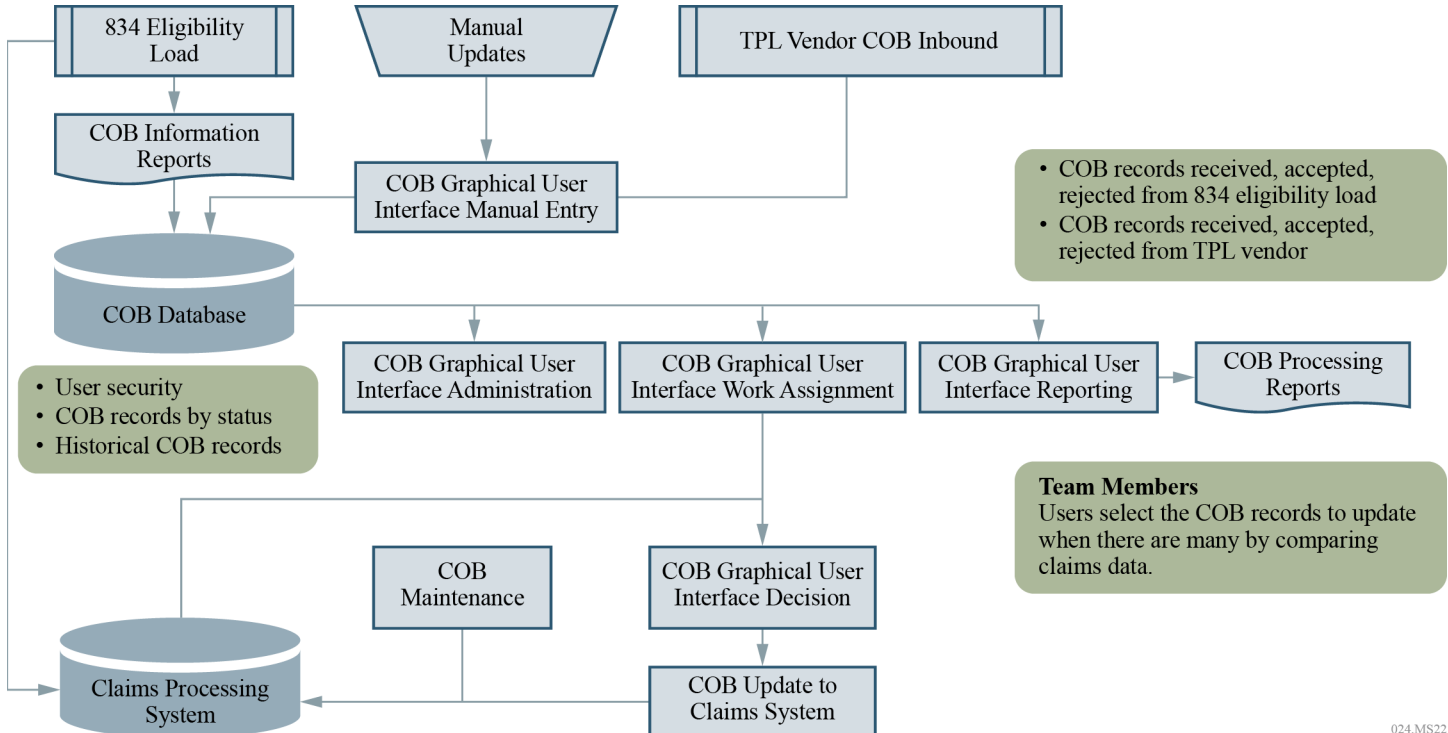 834 Eligibility
Load
Manual
Updates
TPL Vendor COB Inbound
COB Information
Reports
COB Graphical User
Interface Manual Entry
• COB records received, accepted,
rejected from 834 eligibility load
• COB records received, accepted,
rejected from TPL vendor
COB Database
COB Graphical User
Interface Administration
COB Graphical User
Interface Work Assignment
COB Graphical User
Interface Reporting
COB Processing
Reports
• User security
• COB records by status
• Historical COB records
Team Members
Users select the COB records to update
when there are many by comparing
claims data.
COB
Maintenance
COB Graphical User
Interface Decision
Claims Processing
System
COB Update to
Claims System
024.MS22